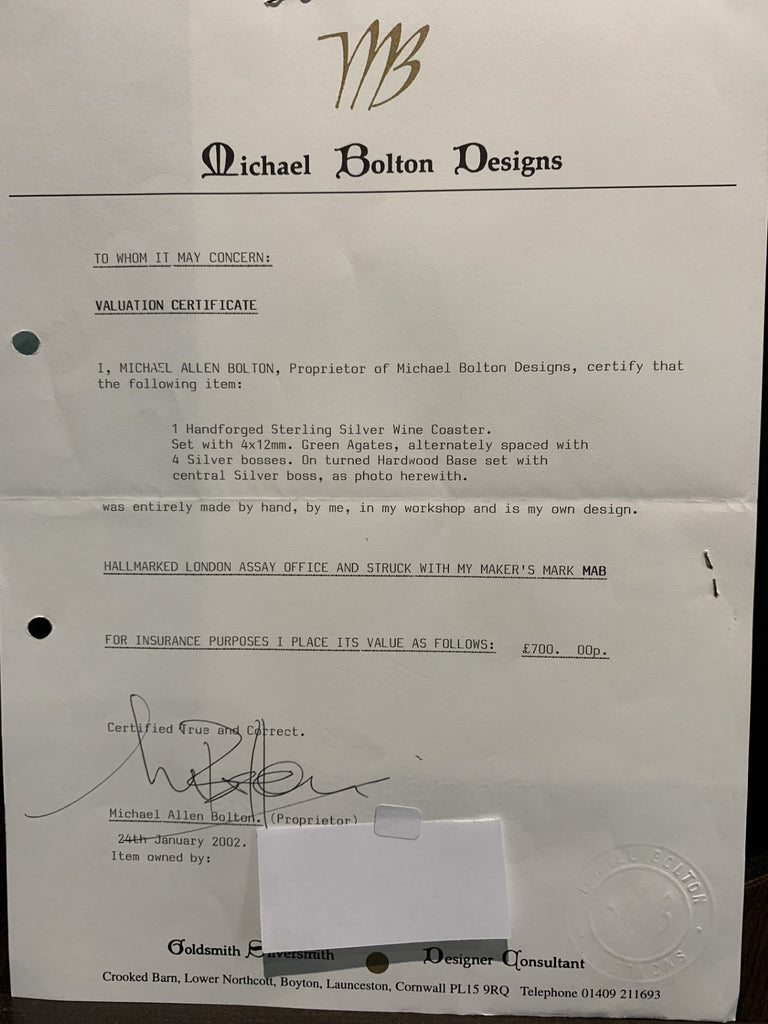 MB
Michael Bolton Designs
TO WHOM IT MAY CONCERN:
VALUATION CERTIFICATE
I, MICHAEL ALLEN BOLTON, Proprietor of Michael Bolton Designs, certify that
the following item:
1 Handforged Sterling Silver Wine Coaster.
Set with 4x12mm. Green Agates, alternately spaced with
4 Silver bosses. On turned Hardwood Base set with
central Silver boss, as photo herewith.
was entirely made by hand, by me, in my workshop and is my own design.
HALLMARKED LONDON ASSAY OFFICE AND STRUCK WITH MY MAKER'S MARK MAB
FOR INSURANCE PURPOSES I PLACE ITS VALUE AS FOLLOWS: £700. 00p.
Certified True and Correct.
Michael Allen Bolton. (Proprietor)
24th January 2002.
Item owned by:
BOLTON
Goldsmith Silversmith Designer Consultant
Crooked Barn, Lower Northcott, Boyton, Launceston, Cornwall PL15 9RQ Telephone 01409 211693